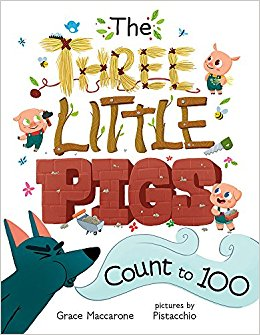 The
THREE
LITTLE
PIGS
Count to 100
pictures by
Grace Maccarone Pistacchio